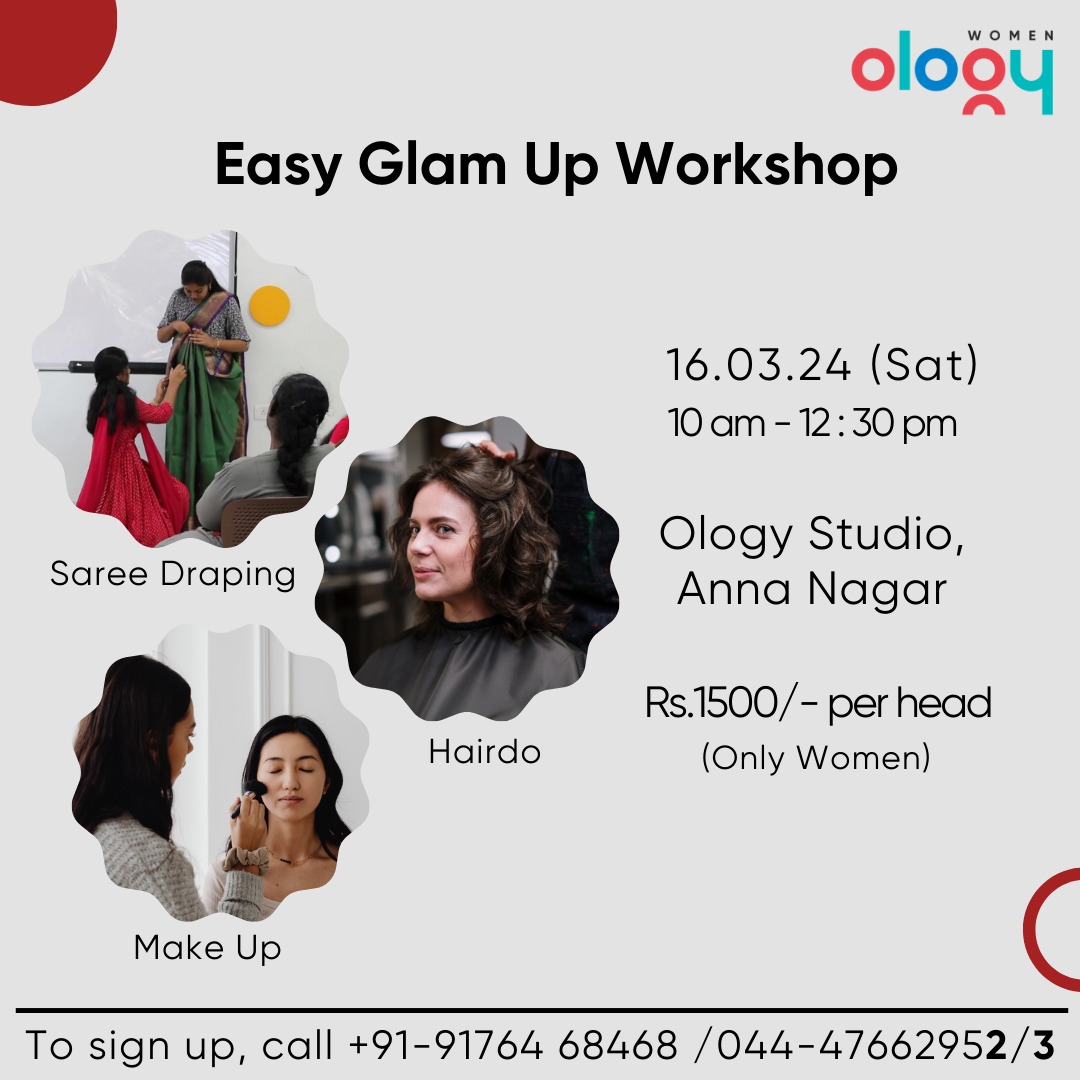 WOMEN
ology
Easy Glam Up Workshop
16.03.24 (Sat)
10 am - 12 : 30 pm
Saree Draping
Ology Studio,
Anna Nagar
Rs.1500/- per head
(Only Women)
Hairdo
Make Up
To sign up, call +91-91764 68468 /044-47662952/3